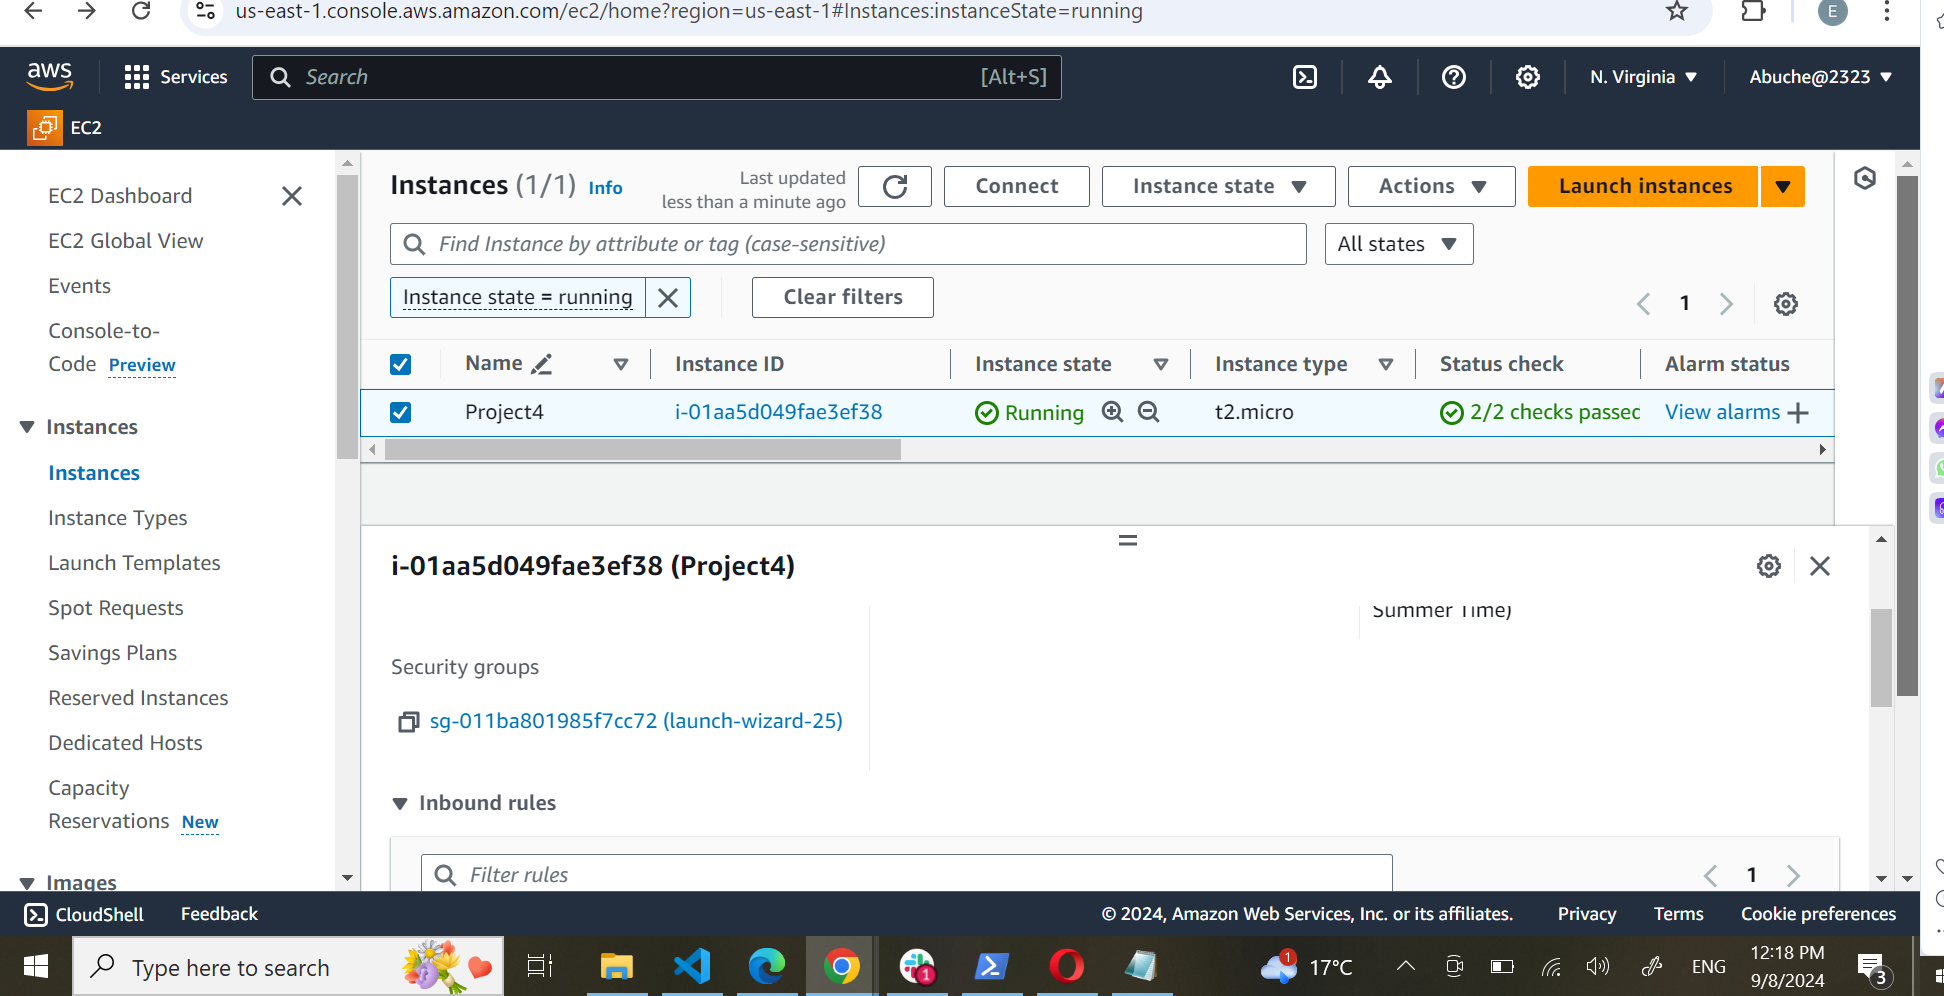 us-east-1.console.aws.amazon.com/ec2/home?region=us-east-1#Instances:instanceState=running
E
aws
Services
Search
[Alt+S]
N. Virginia
Abuche@2323
EC2
EC2 Dashboard
EC2 Global View
Events
Console-to-
Code Preview
Instances
Instances
Instance Types
Launch Templates
Spot Requests
Savings Plans
Reserved Instances
Dedicated Hosts
Capacity
Reservations New
Images
Instances (1/1) Info
Last updated
less than a minute ago
Connect
Instance state
Actions
Launch instances
Find Instance by attribute or tag (case-sensitive)
All states
Instance state = running
Clear filters
1
Name
Instance ID
Instance state
Instance type
Status check
Alarm status
Project4
i-01aa5d049fae3ef38
Running
t2.micro
2/2 checks passec
View alarms
i-01aa5d049fae3ef38 (Project4)
Summer Time)
Security groups
sg-011ba801985f7cc72 (launch-wizard-25)
Inbound rules
Filter rules
1
CloudShell
Feedback
© 2024, Amazon Web Services, Inc. or its affiliates.
Privacy
Terms
Cookie preferences
Type here to search
1
1
17°C
ENG
12:18 PM
9/8/2024
3